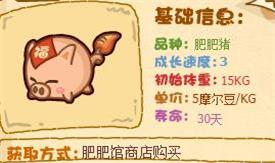 基础信息：
福
品种：肥肥猪
成长速度：3
初始体重：15KG
单价：5摩尔豆/KG
寿命：30天
获取方式：肥肥馆商店购买